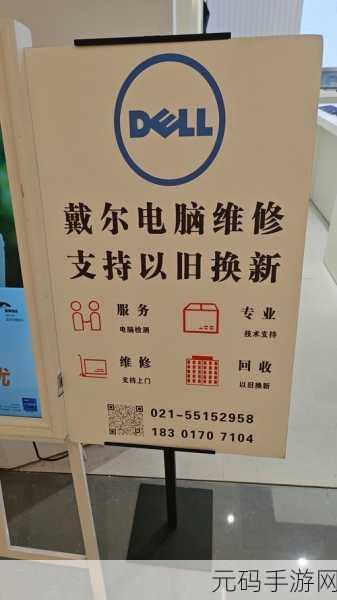 DELL
戴尔电脑维修
支持以旧换新
服务
电脑检测
专业
技术支持
维修
支持上门
回收
以旧换新
021-55152958
183 0170 7104
优
元码手游网